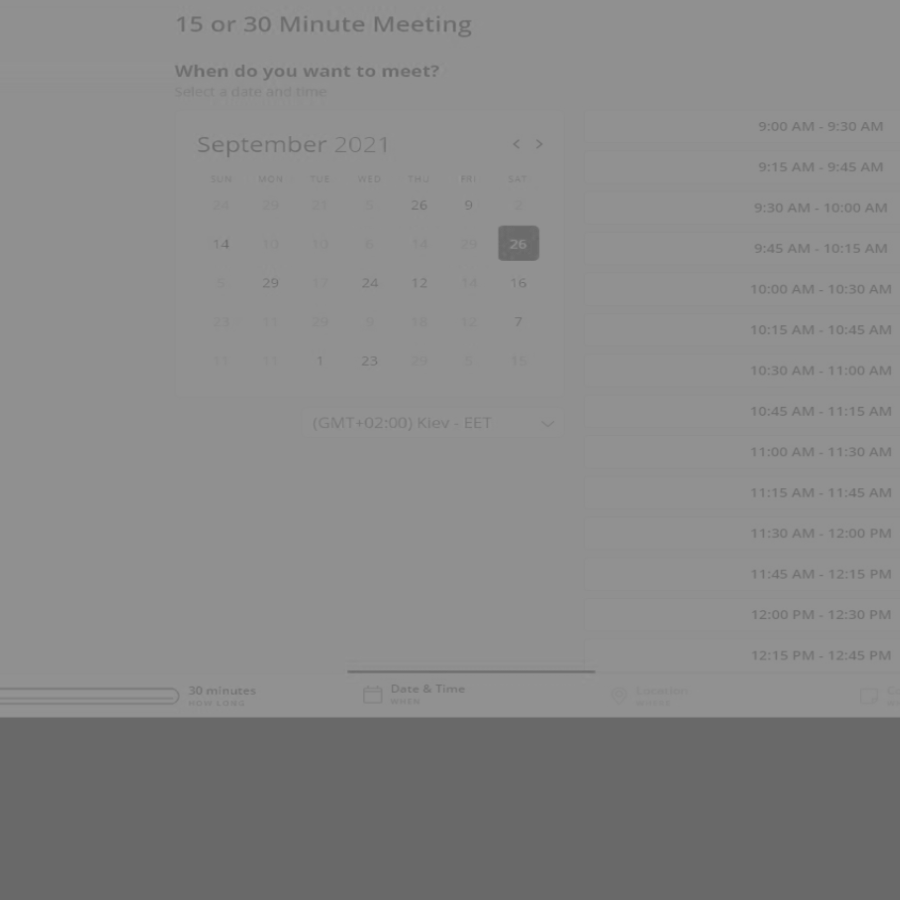 15 or 30 Minute Meeting
When do you want to meet?
Select a date and time
September 2021 < >
SUN MON TUE WED THU FRI SAT
24 29 21 6 26 9 2
14 10 10 6 14 29 26
5 29 17 24 12 14 16
23 11 29 9 18 12 7
11 11 1 23 29 5 15
(GMT+02:00) Kiev - EET
9:00 AM - 9:30 AM
9:15 AM - 9:45 AM
9:30 AM - 10:00 AM
9:45 AM - 10:15 AM
10:00 AM - 10:30 AM
10:15 AM - 10:45 AM
10:30 AM - 11:00 AM
10:45 AM - 11:15 AM
11:00 AM - 11:30 AM
11:15 AM - 11:45 AM
11:30 AM - 12:00 PM
11:45 AM - 12:15 PM
12:00 PM - 12:30 PM
12:15 PM - 12:45 PM
30 minutes
HOW LONG
Date & Time
WHEN
Location
WHERE